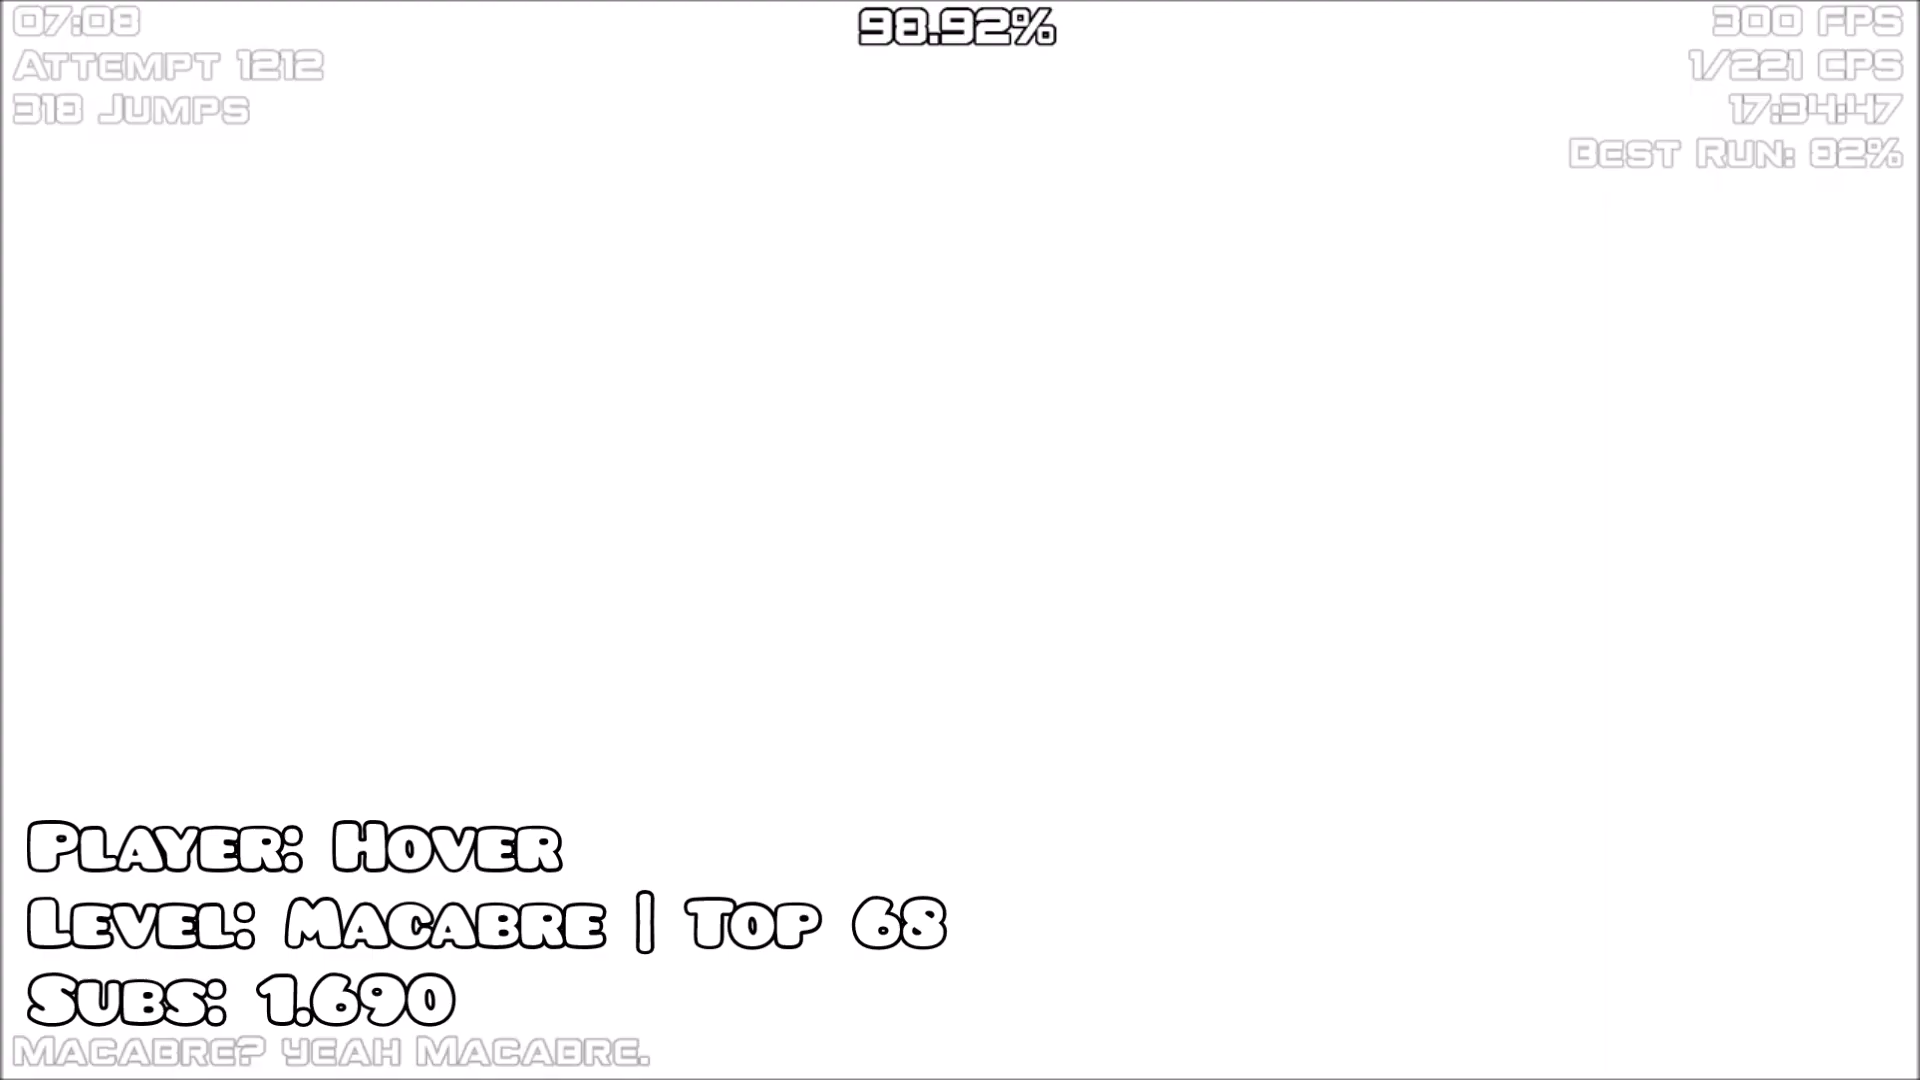 07:08
98.92%
300 FPS
Attempt 1212
1/221 CPS
318 Jumps
17:34:47
Best Run: 82%
Player: Hover
Level: Macabre | Top 68
Subs: 1.690
Macabre? yeah Macabre.